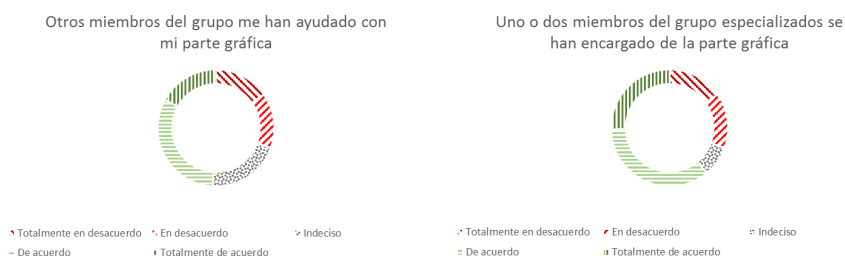 Otros miembros del grupo me han ayudado con
mi parte gráfica
Totalmente en desacuerdo En desacuerdo Indeciso
De acuerdo Totalmente de acuerdo
Uno o dos miembros del grupo especializados se
han encargado de la parte gráfica
Totalmente en desacuerdo En desacuerdo Indeciso
De acuerdo Totalmente de acuerdo